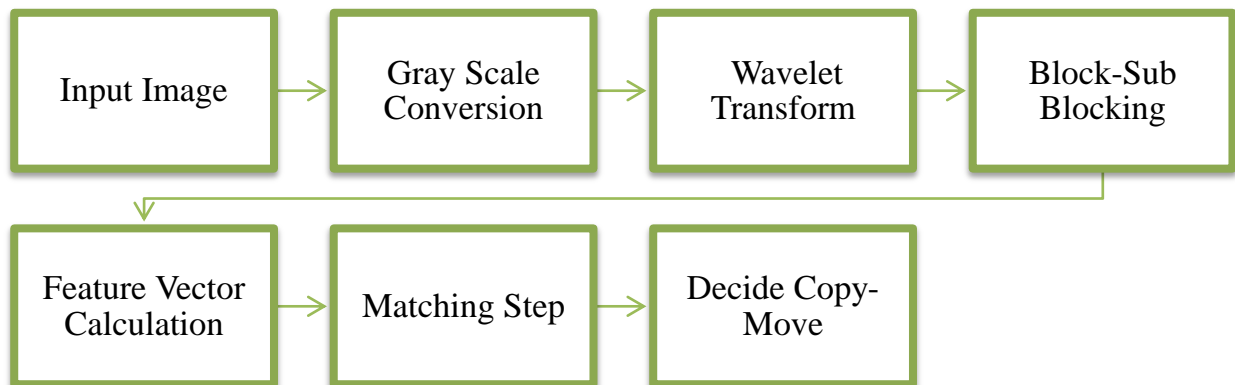 Input Image
Gray Scale
Conversion
Wavelet
Transform
Block-Sub
Blocking
Feature Vector
Calculation
Matching Step
Decide Copy-
Move